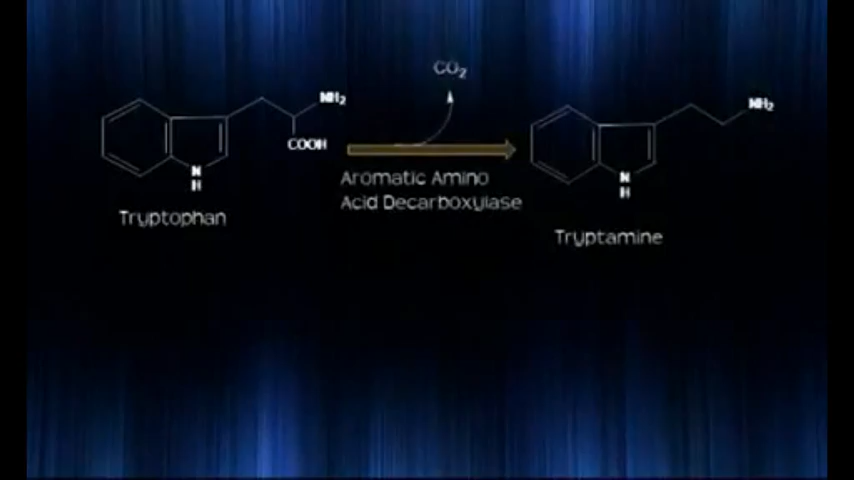 CO₂
NH₂
COOH
N
H
Tryptophan
Aromatic Amino
Acid Decarboxylase
NH₂
N
H
Tryptamine